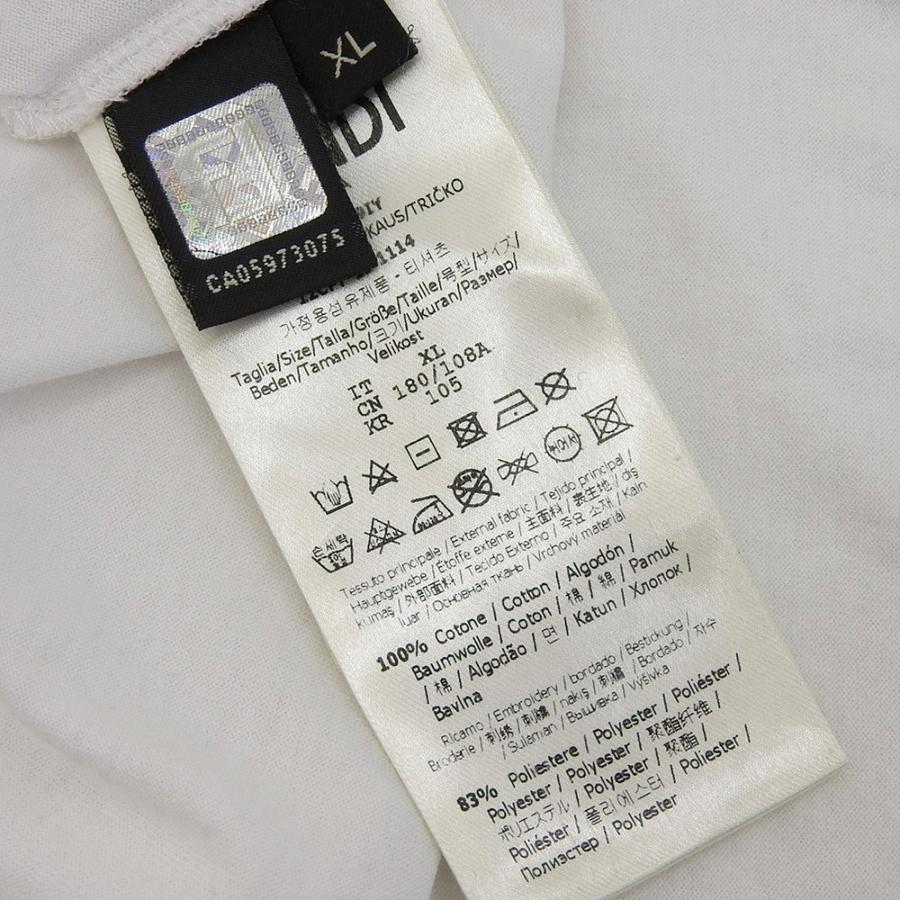 XL
CA05973075
KAUS/TRIČKO
1114
가정용섬유제품 - 티셔츠
Taglia/Size/Talla/Größe/Taille/号型/サイズ/
Beden/Tamanho/크기/Ukuran/Размер/
Velikost
IT XL
CN 180/108A
KR 105
손세탁
Tessuto principale / External fabric / Tejido principal /
Hauptgewebe / Étoffe externe / 主面料 / 表生地 / dış
kumaş / 外部面料 / Tecido Externo / 주요 소재 / Kain
luar / Основная ткань / Vrchový materiál
100% Cotone / Cotton / Algodón /
Baumwolle / Coton / 棉 / 綿 / Pamuk
/ 棉 / Algodão / 면 / Katun / Хлопок /
Bavlna
Ricamo / Embroidery / bordado / Bestickung /
Broderie / 刺绣 / 刺繍 / nakış / 刺繡 / Bordado / 자수
/ Sulaman / Вышивка / Výšivka
83% Poliestere / Polyester / Poliéster /
Polyester / Polyester / 聚酯纤维 /
ポリエステル / Polyester / 聚酯 /
Poliéster / 폴리에스터 / Poliester /
Полиэстер / Polyester